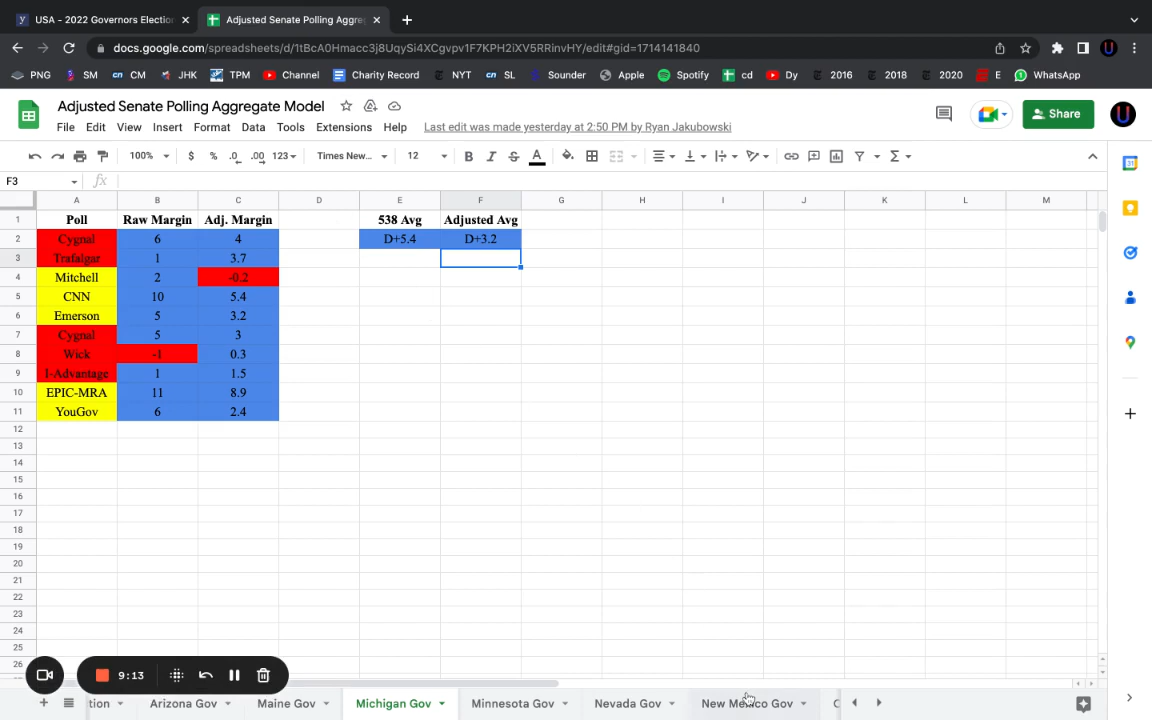 USA - 2022 Governors Election
Adjusted Senate Polling Aggreg
docs.google.com/spreadsheets/d/1tBcA0Hmacc3j8UqySi4XCgvpv1F7KPH2iXV5RRinvHY/edit#gid=1714141840
PNG SM CM JHK TPM Channel Charity Record NYT SL Sounder Apple Spotify cd Dy 2016 2018 2020 E WhatsApp
Adjusted Senate Polling Aggregate Model
Share
File Edit View Insert Format Data Tools Extensions Help Last edit was made yesterday at 2:50 PM by Ryan Jakubowski
100% $ % .0 .00 123 Times New... 12 B I S A
F3 fx
A B C D E F G H I J K L M
1 Poll Raw Margin Adj. Margin 538 Avg Adjusted Avg
2 Cygnal 6 4 D+5.4 D+3.2
3 Trafalgar 1 3.7
4 Mitchell 2 -0.2
5 CNN 10 5.4
6 Emerson 5 3.2
7 Cygnal 5 3
8 Wick -1 0.3
9 I-Advantage 1 1.5
10 EPIC-MRA 11 8.9
11 YouGov 6 2.4
12
13
14
15
16
17
18
19
20
21
22
23
24
25
26
9:13
tion Arizona Gov Maine Gov Michigan Gov Minnesota Gov Nevada Gov New Mexico Gov